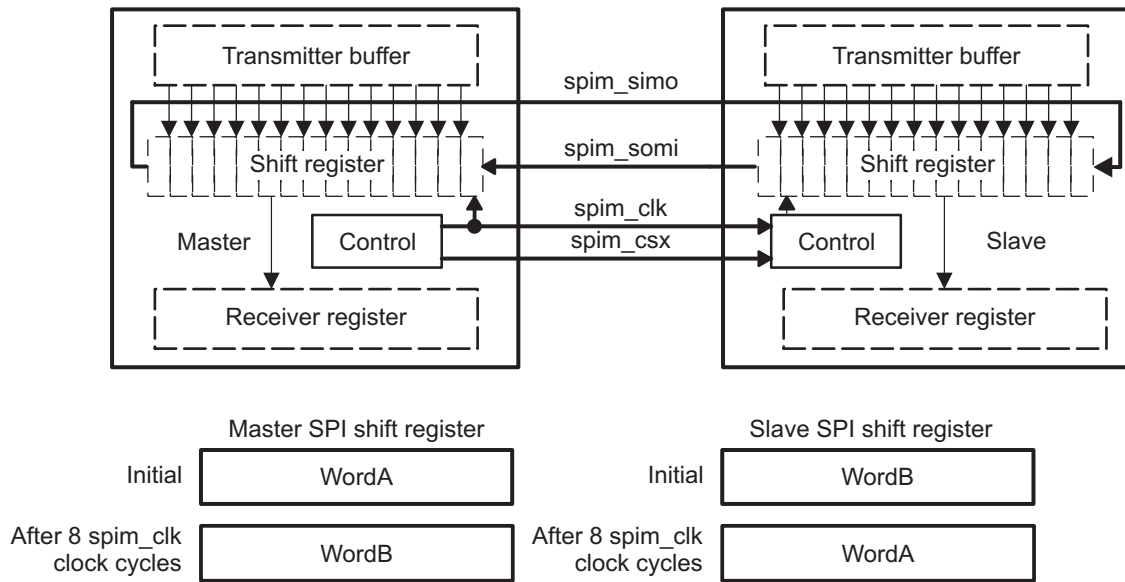 Transmitter buffer
Transmitter buffer
spim_simo
spim_somi
Shift register
Shift register
spim_clk
Master
Control
spim_csx
Control
Slave
Receiver register
Receiver register
Master SPI shift register
Slave SPI shift register
Initial
WordA
Initial
WordB
After 8 spim_clk
clock cycles
WordB
After 8 spim_clk
clock cycles
WordA